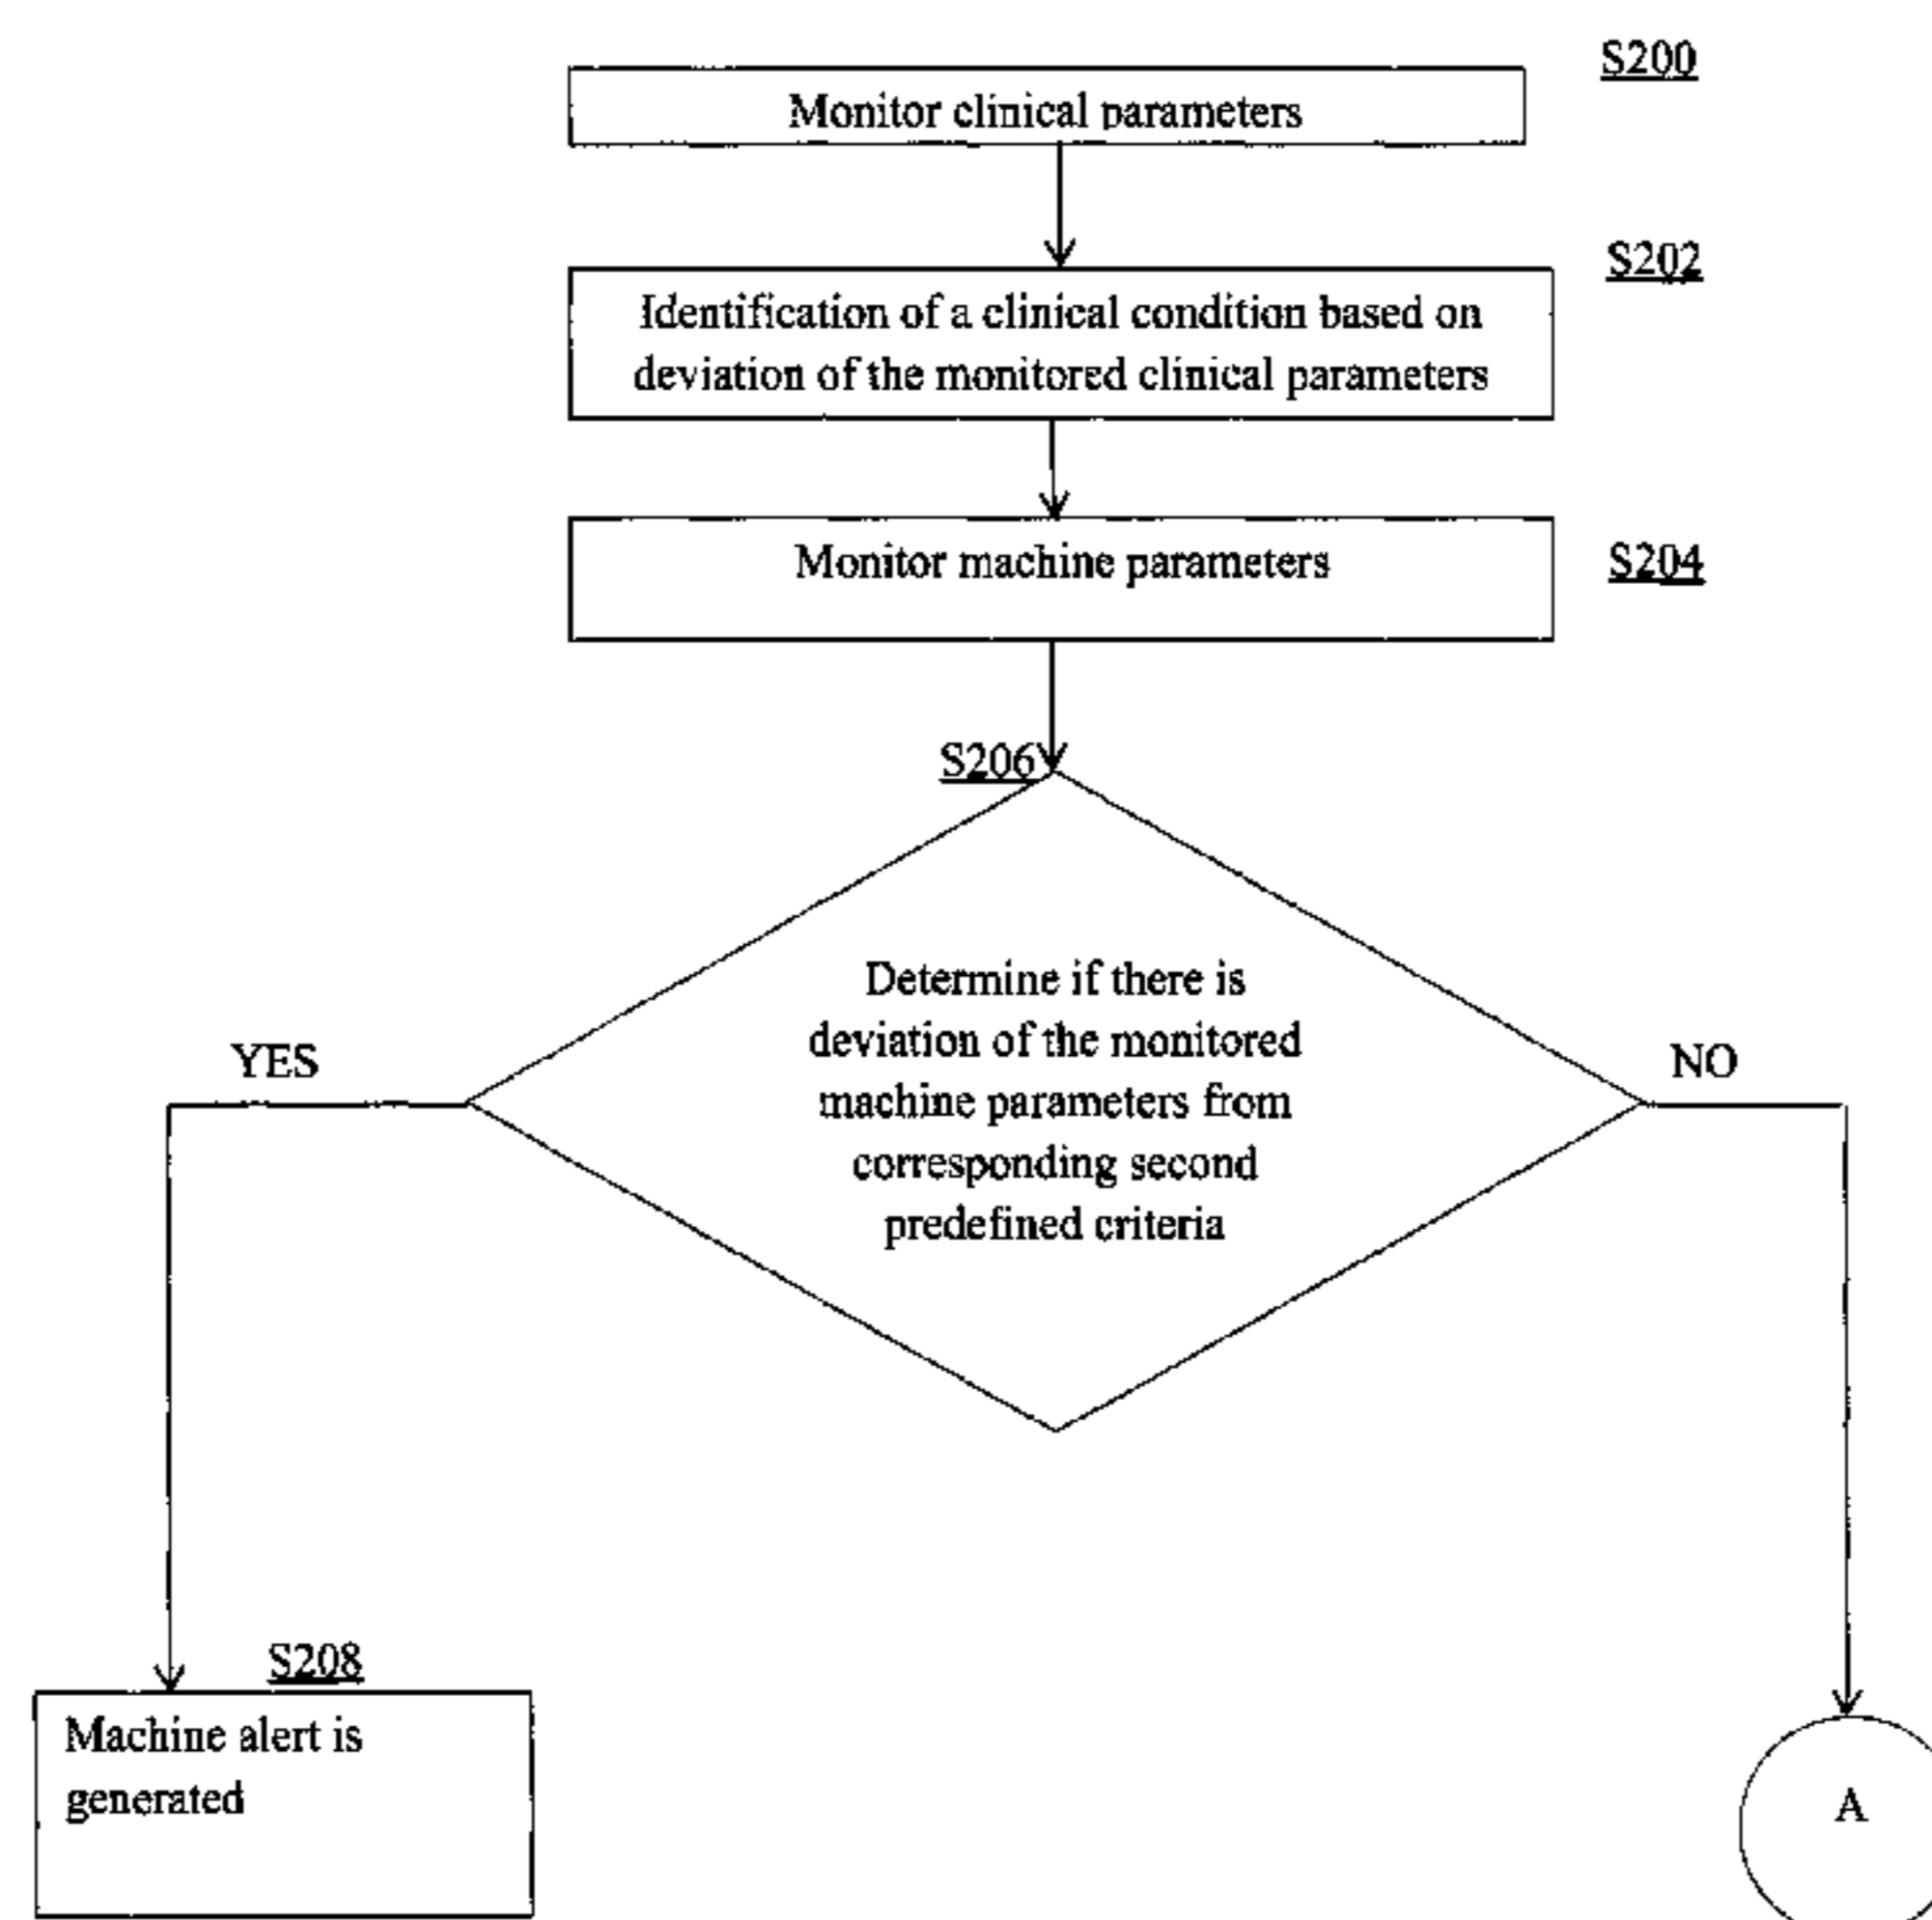 S200
Monitor clinical parameters
S202
Identification of a clinical condition based on
deviation of the monitored clinical parameters
Monitor machine parameters
S204
S206
Determine if there is
deviation of the monitored
machine parameters from
corresponding second
predefined criteria
YES
NO
S208
Machine alert is
generated
A